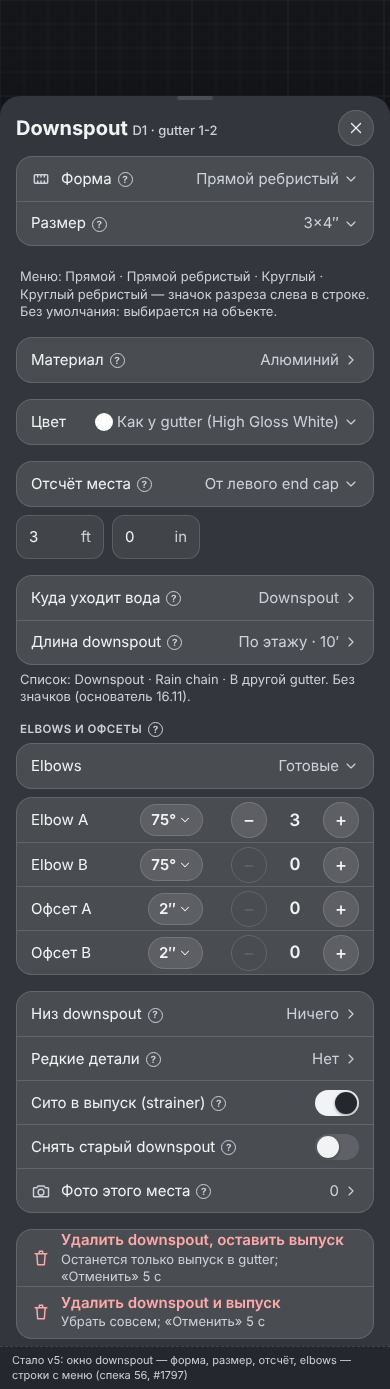 Downspout D1 · gutter 1-2
Форма ? Прямой ребристый
Размер ? 3×4″
Меню: Прямой · Прямой ребристый · Круглый ·
Круглый ребристый — значок разреза слева в строке.
Без умолчания: выбирается на объекте.
Материал ? Алюминий
Цвет Как у gutter (High Gloss White)
Отсчёт места ? От левого end cap
3 ft 0 in
Куда уходит вода ? Downspout
Длина downspout ? По этажу · 10′
Список: Downspout · Rain chain · В другой gutter. Без
значков (основатель 16.11).
ELBOWS И ОФСЕТЫ ?
Elbows Готовые
Elbow A 75° − 3 +
Elbow B 75° − 0 +
Офсет A 2″ − 0 +
Офсет B 2″ − 0 +
Низ downspout ? Ничего
Редкие детали ? Нет
Сито в выпуск (strainer) ?
Снять старый downspout ?
Фото этого места ? 0
Удалить downspout, оставить выпуск
Останется только выпуск в gutter;
«Отменить» 5 с
Удалить downspout и выпуск
Убрать совсем; «Отменить» 5 с
Стало v5: окно downspout — форма, размер, отсчёт, elbows —
строки с меню (спека 56, #1797)